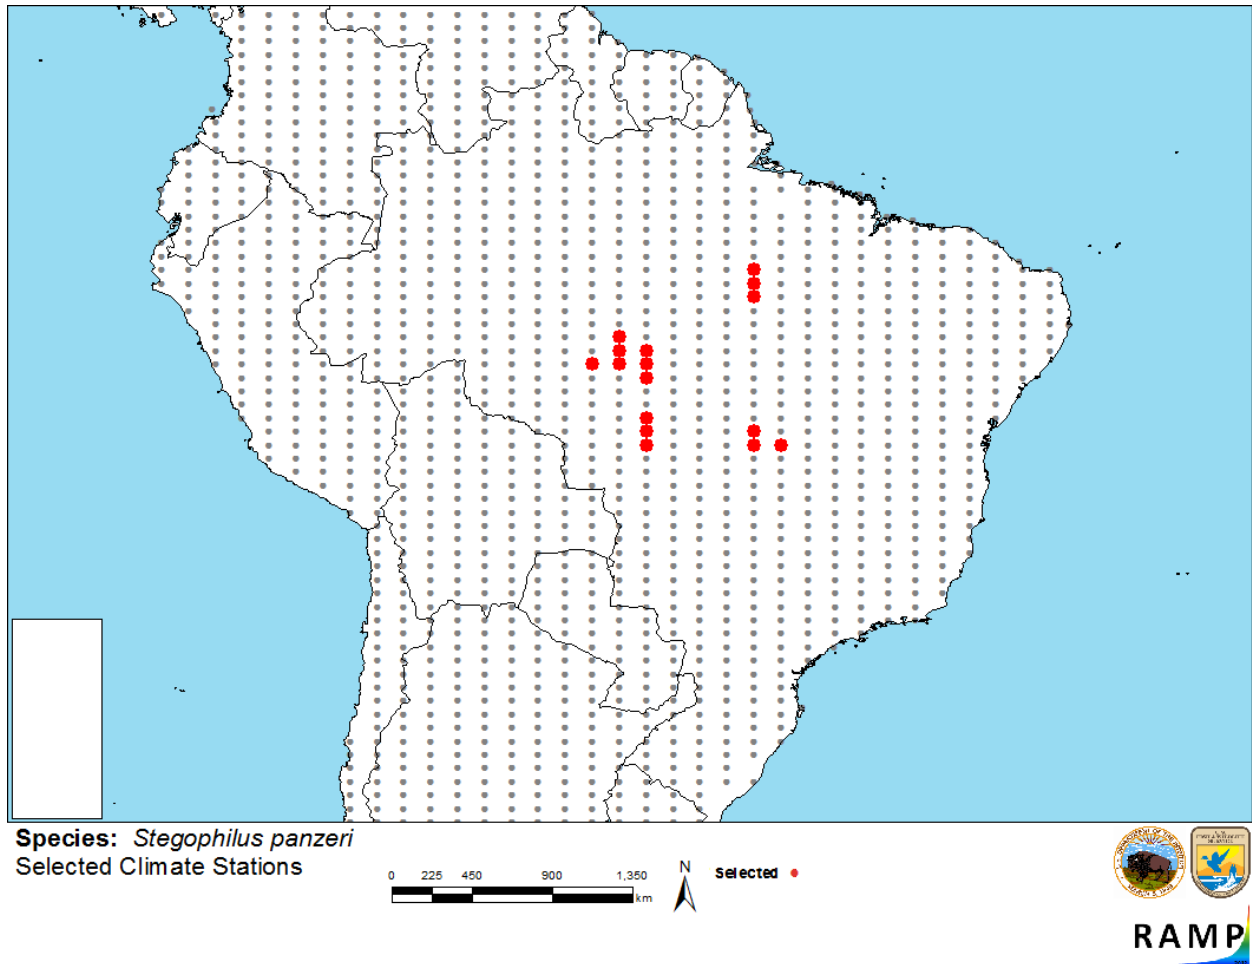 Species: Stegophilus panzeri
Selected Climate Stations
0 225 450 900 1,350
km
N
Selected
RAMP